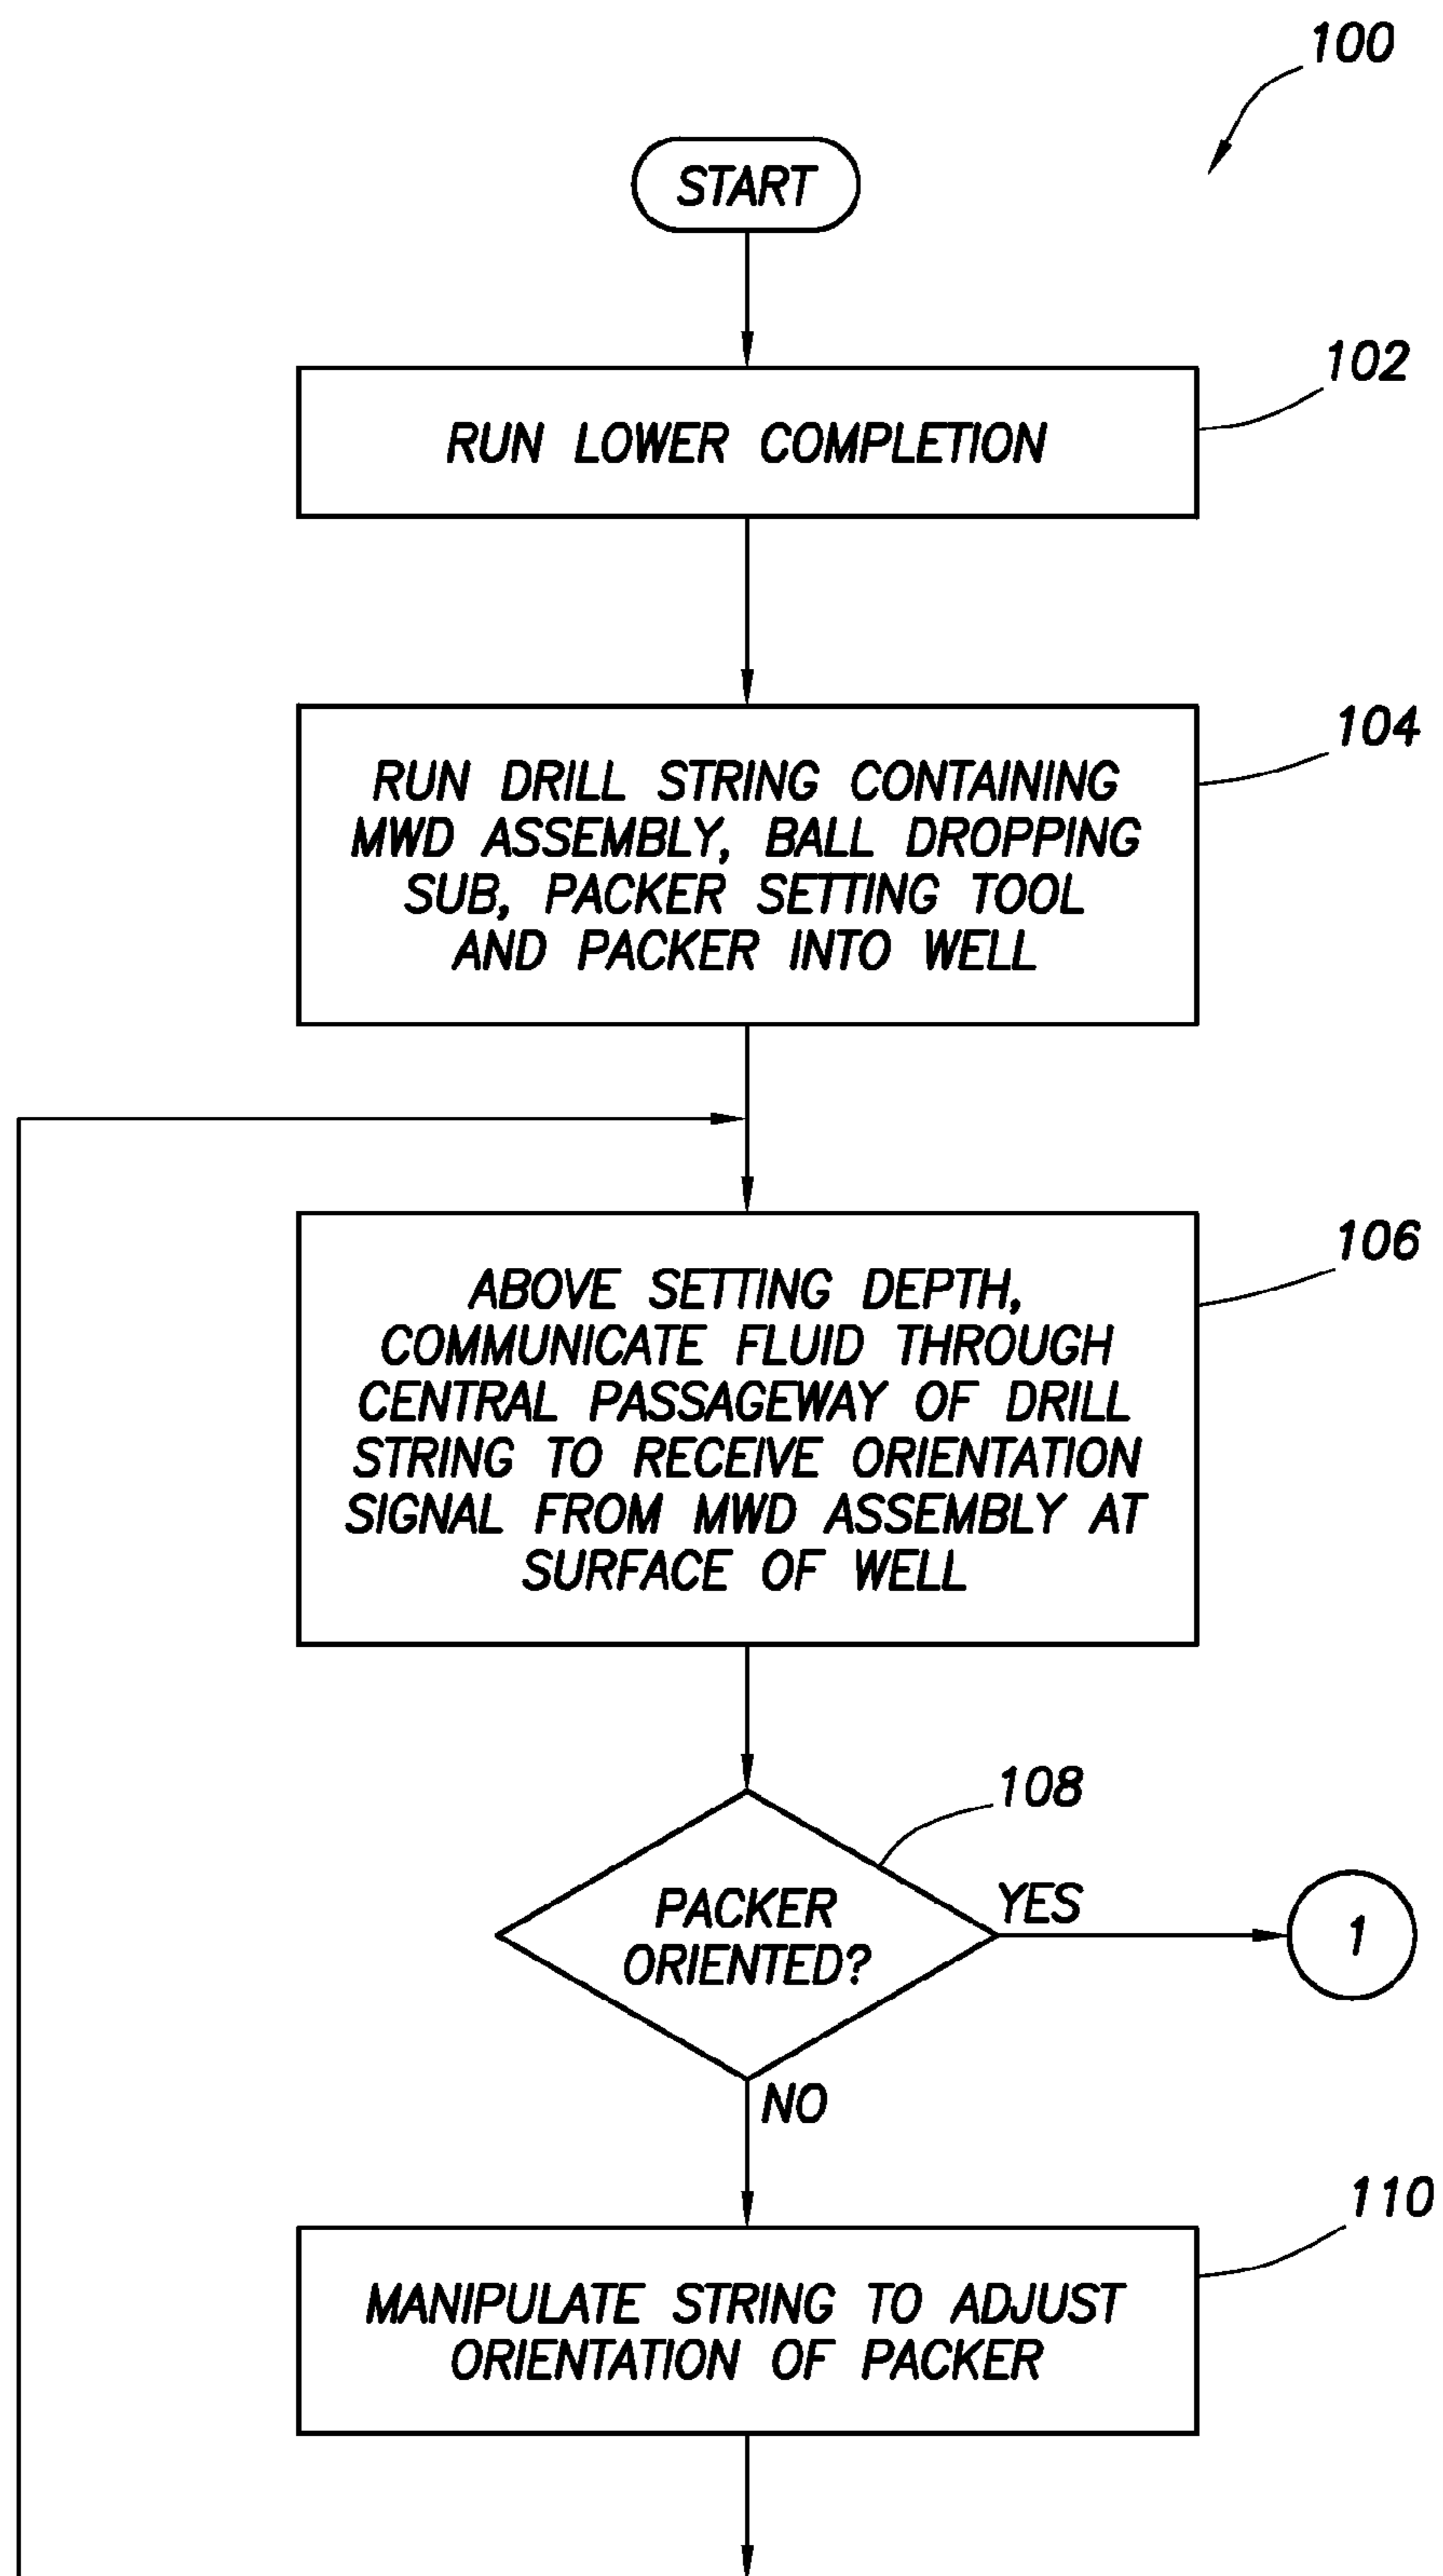 100
START
102
RUN LOWER COMPLETION
104
RUN DRILL STRING CONTAINING
MWD ASSEMBLY, BALL DROPPING
SUB, PACKER SETTING TOOL
AND PACKER INTO WELL
106
ABOVE SETTING DEPTH,
COMMUNICATE FLUID THROUGH
CENTRAL PASSAGEWAY OF DRILL
STRING TO RECEIVE ORIENTATION
SIGNAL FROM MWD ASSEMBLY AT
SURFACE OF WELL
108
PACKER
ORIENTED?
YES
1
NO
110
MANIPULATE STRING TO ADJUST
ORIENTATION OF PACKER